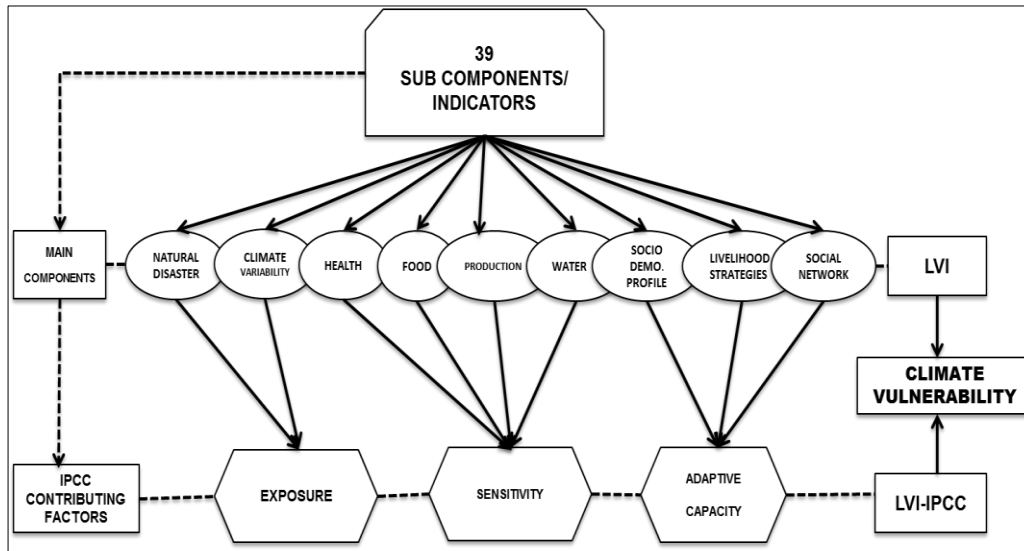 39
SUB COMPONENTS/
INDICATORS
MAIN
COMPONENTS
NATURAL
DISASTER
CLIMATE
VARIABILITY
HEALTH
FOOD
PRODUCTION
WATER
SOCIO
DEMO.
PROFILE
LIVELIHOOD
STRATEGIES
SOCIAL
NETWORK
LVI
CLIMATE
VULNERABILITY
IPCC
CONTRIBUTING
FACTORS
EXPOSURE
SENSITIVITY
ADAPTIVE
CAPACITY
LVI-IPCC